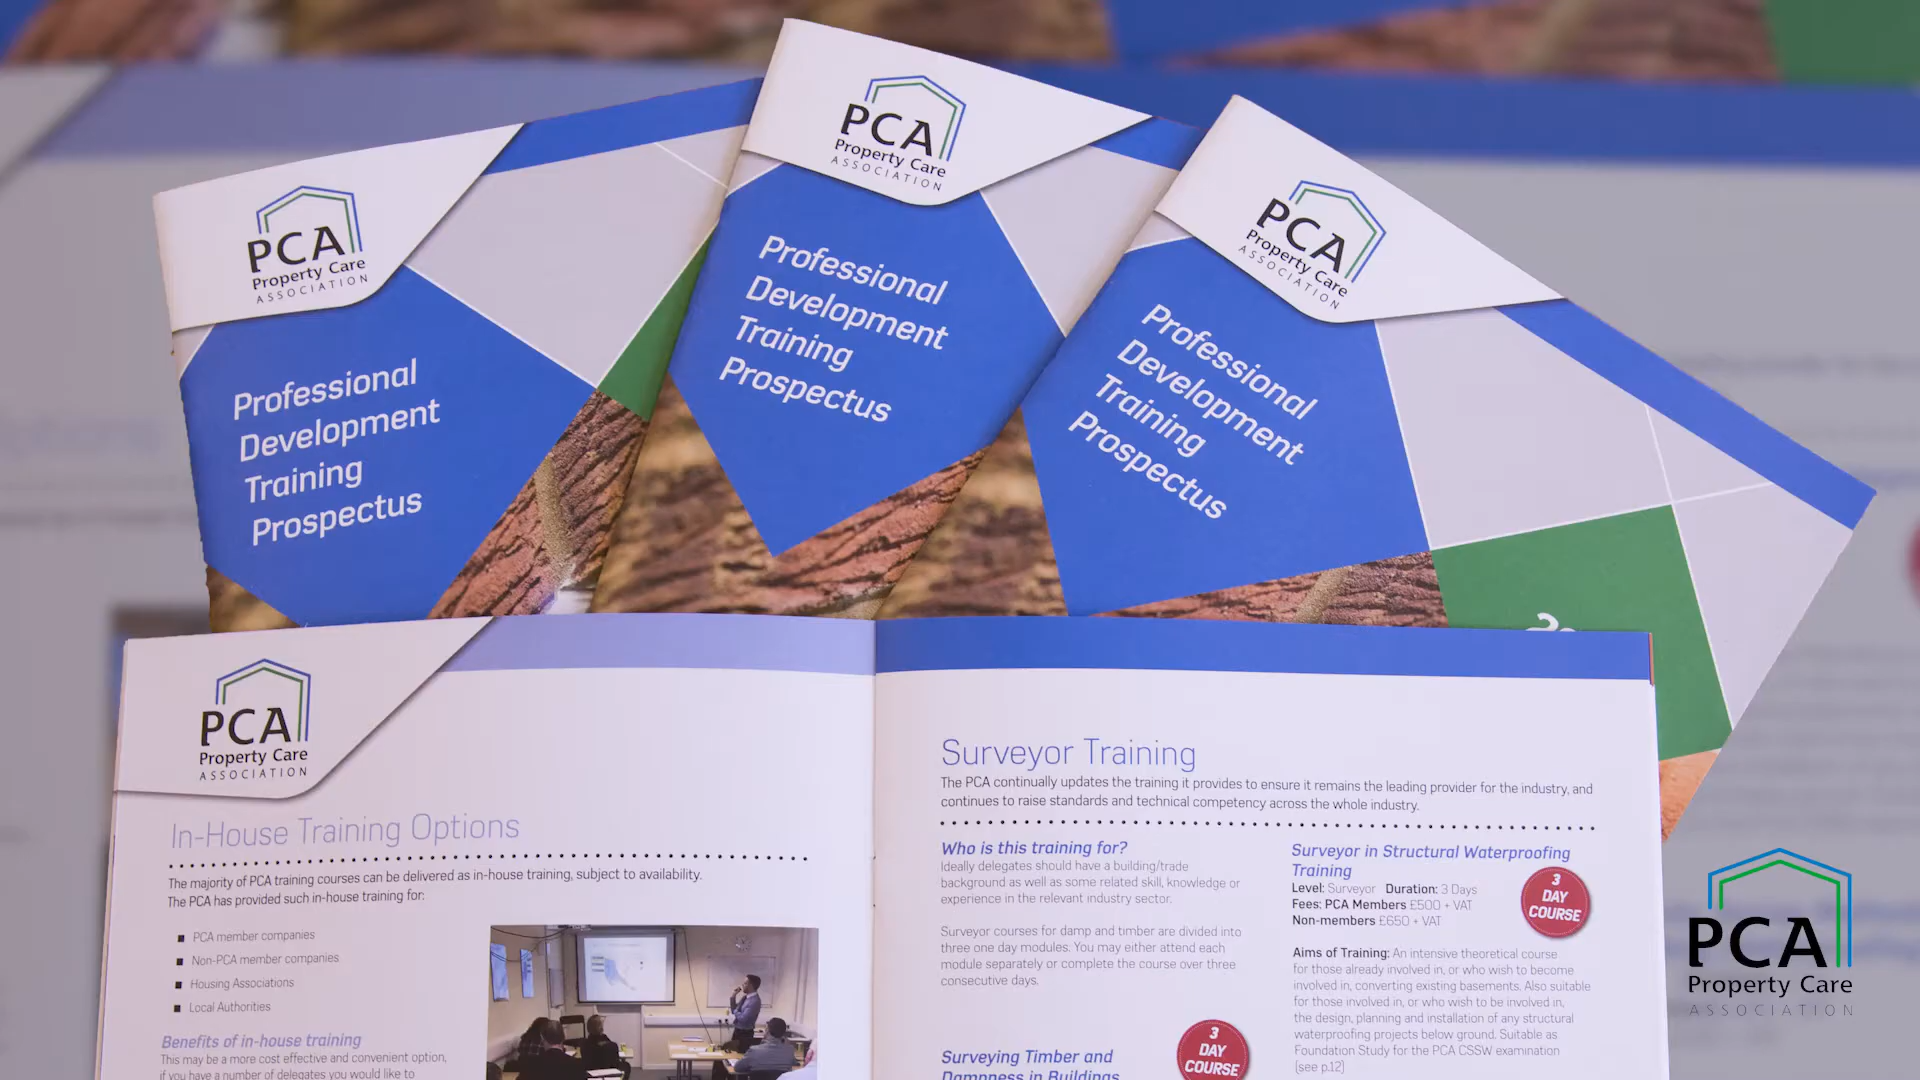 PCA
Property Care
ASSOCIATION
Professional
Development
Training
Prospectus
PCA
Property Care
ASSOCIATION
Professional
Development
Training
Prospectus
PCA
Property Care
ASSOCIATION
Professional
Development
Training
Prospectus
PCA
Property Care
ASSOCIATION
In-House Training Options
The majority of PCA training courses can be delivered as in-house training, subject to availability.
The PCA has provided such in-house training for:
PCA member companies
Non-PCA member companies
Housing Associations
Local Authorities
Benefits of in-house training
This may be a more cost effective and convenient option,
if you have a number of delegates you would like to
Surveyor Training
The PCA continually updates the training it provides to ensure it remains the leading provider for the industry, and
continues to raise standards and technical competency across the whole industry.
Who is this training for?
Ideally delegates should have a building/trade
background as well as some related skill, knowledge or
experience in the relevant industry sector.
Surveyor courses for damp and timber are divided into
three one day modules. You may either attend each
module separately or complete the course over three
consecutive days.
Surveying Timber and
Dampness in Buildings
3
DAY
COURSE
Surveyor in Structural Waterproofing
Training
Level: Surveyor Duration: 3 Days
Fees: PCA Members £500 + VAT
Non-members £650 + VAT
3
DAY
COURSE
Aims of Training: An intensive theoretical course
for those already involved in, or who wish to become
involved in, converting existing basements. Also suitable
for those involved in, or who wish to be involved in,
the design, planning and installation of any structural
waterproofing projects below ground. Suitable as
Foundation Study for the PCA CSSW examination
(see p.12)
PCA
Property Care
ASSOCIATION